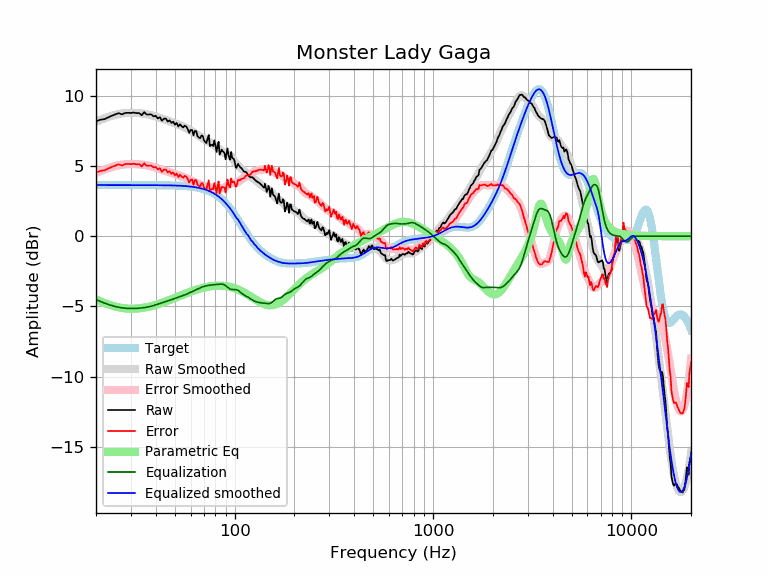 Monster Lady Gaga
10
5
0
−5
−10
−15
Amplitude (dBr)
Target
Raw Smoothed
Error Smoothed
Raw
Error
Parametric Eq
Equalization
Equalized smoothed
100
1000
10000
Frequency (Hz)